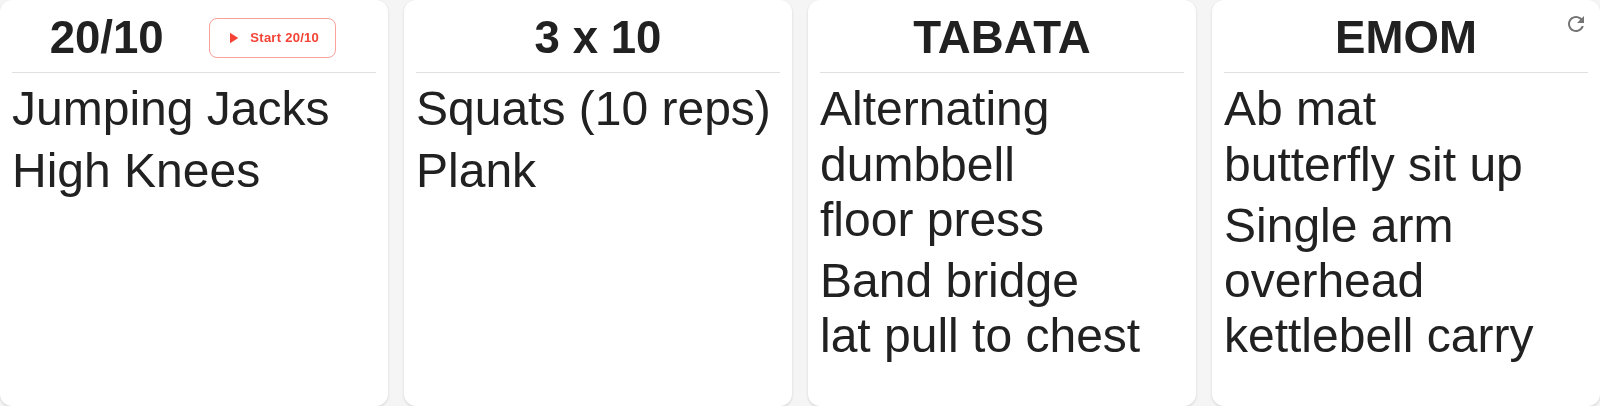 20/10
Start 20/10
Jumping Jacks
High Knees
3 x 10
Squats (10 reps)
Plank
TABATA
Alternating
dumbbell
floor press
Band bridge
lat pull to chest
EMOM
Ab mat
butterfly sit up
Single arm
overhead
kettlebell carry